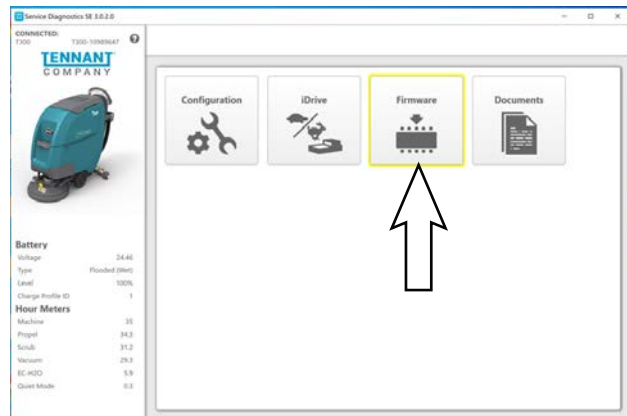 Service Diagnostics SE 3.0.2.0
CONNECTED:
T300 T300-10989647 ?
TENNANT
COMPANY
Configuration iDrive Firmware Documents
Battery
Voltage 24.46
Type Flooded (Wet)
Level 100%
Charge Profile ID 1
Hour Meters
Machine 35
Propel 34.3
Scrub 31.2
Vacuum 29.3
EC-H2O 5.9
Quiet Mode 0.3